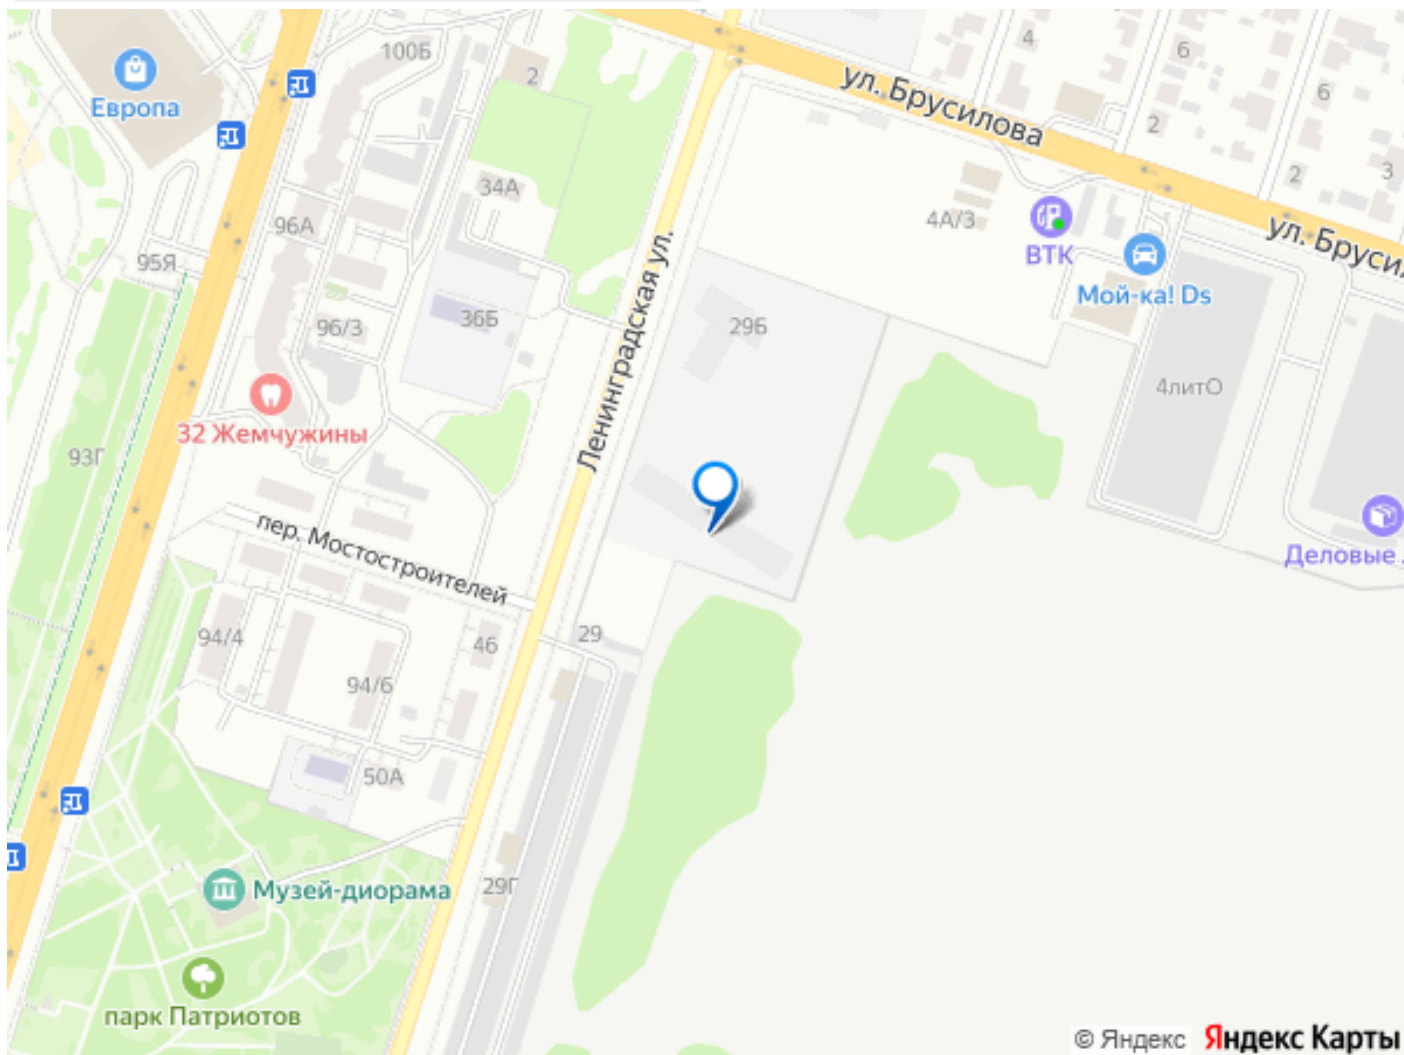 100Б
Европа
2
4
6
6
ул. Брусилова
2
2
3
34А
4А/3
ВТК
ул. Бруси
96А
95Я
Мой-ка! Ds
96/3
36Б
29Б
Ленинградская ул.
4литО
32 Жемчужины
93Г
пер. Мостостроителей
Деловые
94/4
46
29
94/6
50А
29Г
Музей-диорама
парк Патриотов
© Яндекс Яндекс Карты